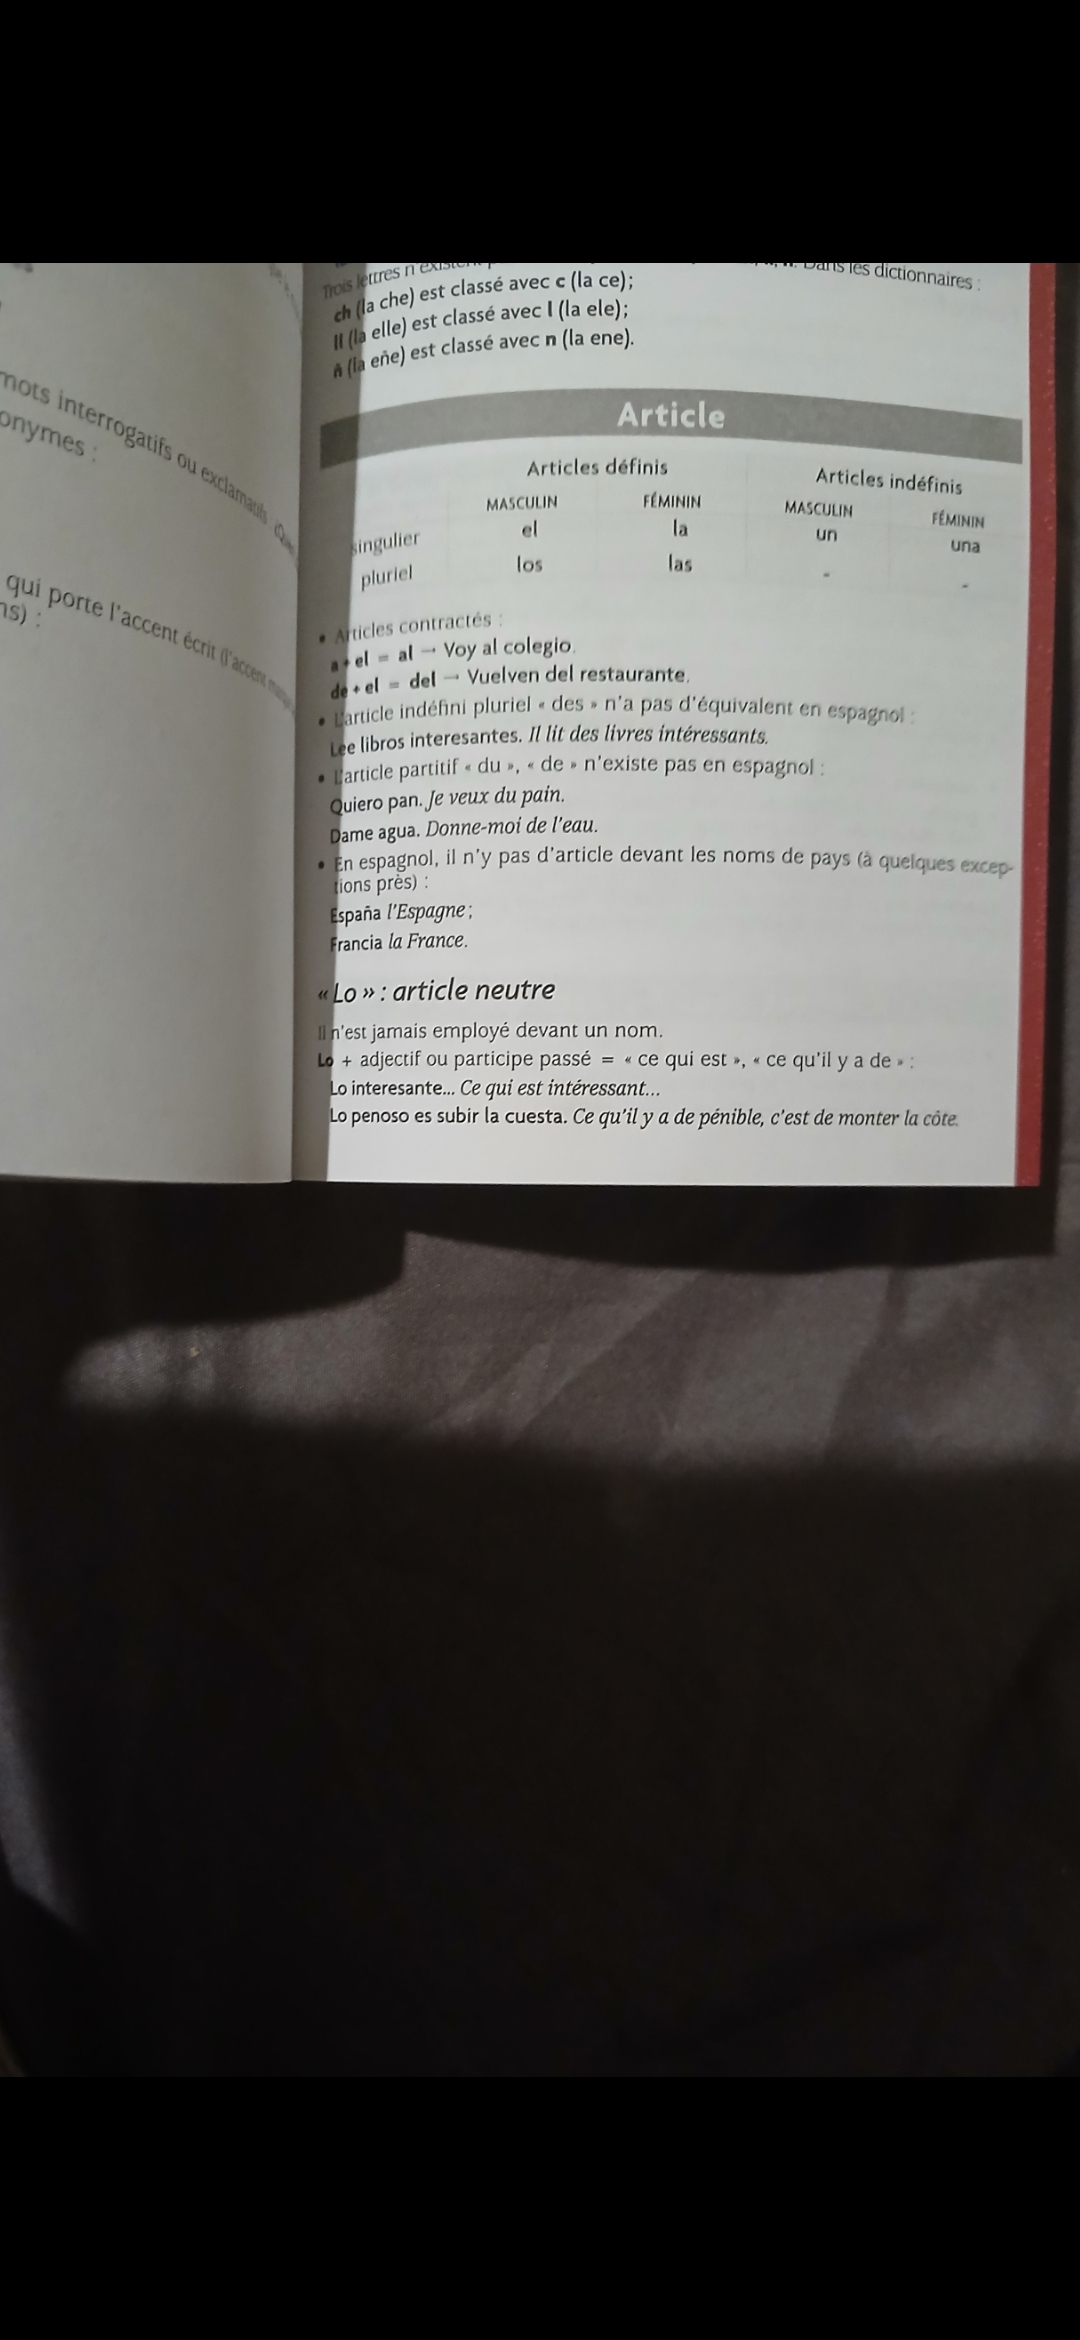 mots interrogatifs ou exclamatifs
onymes :
qui porte l'accent écrit (l'accent
ns) :
Trois lettres n'existent Dans les dictionnaires :
ch (la che) est classé avec c (la ce);
ll (la elle) est classé avec l (la ele);
ñ (la eñe) est classé avec n (la ene).
Article
Articles définis Articles indéfinis
MASCULIN FÉMININ MASCULIN FÉMININ
singulier el la un una
pluriel los las - -
• Articles contractés :
a + el = al → Voy al colegio.
de + el = del → Vuelven del restaurante.
• L'article indéfini pluriel « des » n'a pas d'équivalent en espagnol :
Lee libros interesantes. Il lit des livres intéressants.
• L'article partitif « du », « de » n'existe pas en espagnol :
Quiero pan. Je veux du pain.
Dame agua. Donne-moi de l'eau.
• En espagnol, il n'y pas d'article devant les noms de pays (à quelques excep-
tions près) :
España l'Espagne ;
Francia la France.
« Lo » : article neutre
Il n'est jamais employé devant un nom.
Lo + adjectif ou participe passé = « ce qui est », « ce qu'il y a de » :
Lo interesante... Ce qui est intéressant...
Lo penoso es subir la cuesta. Ce qu'il y a de pénible, c'est de monter la côte.